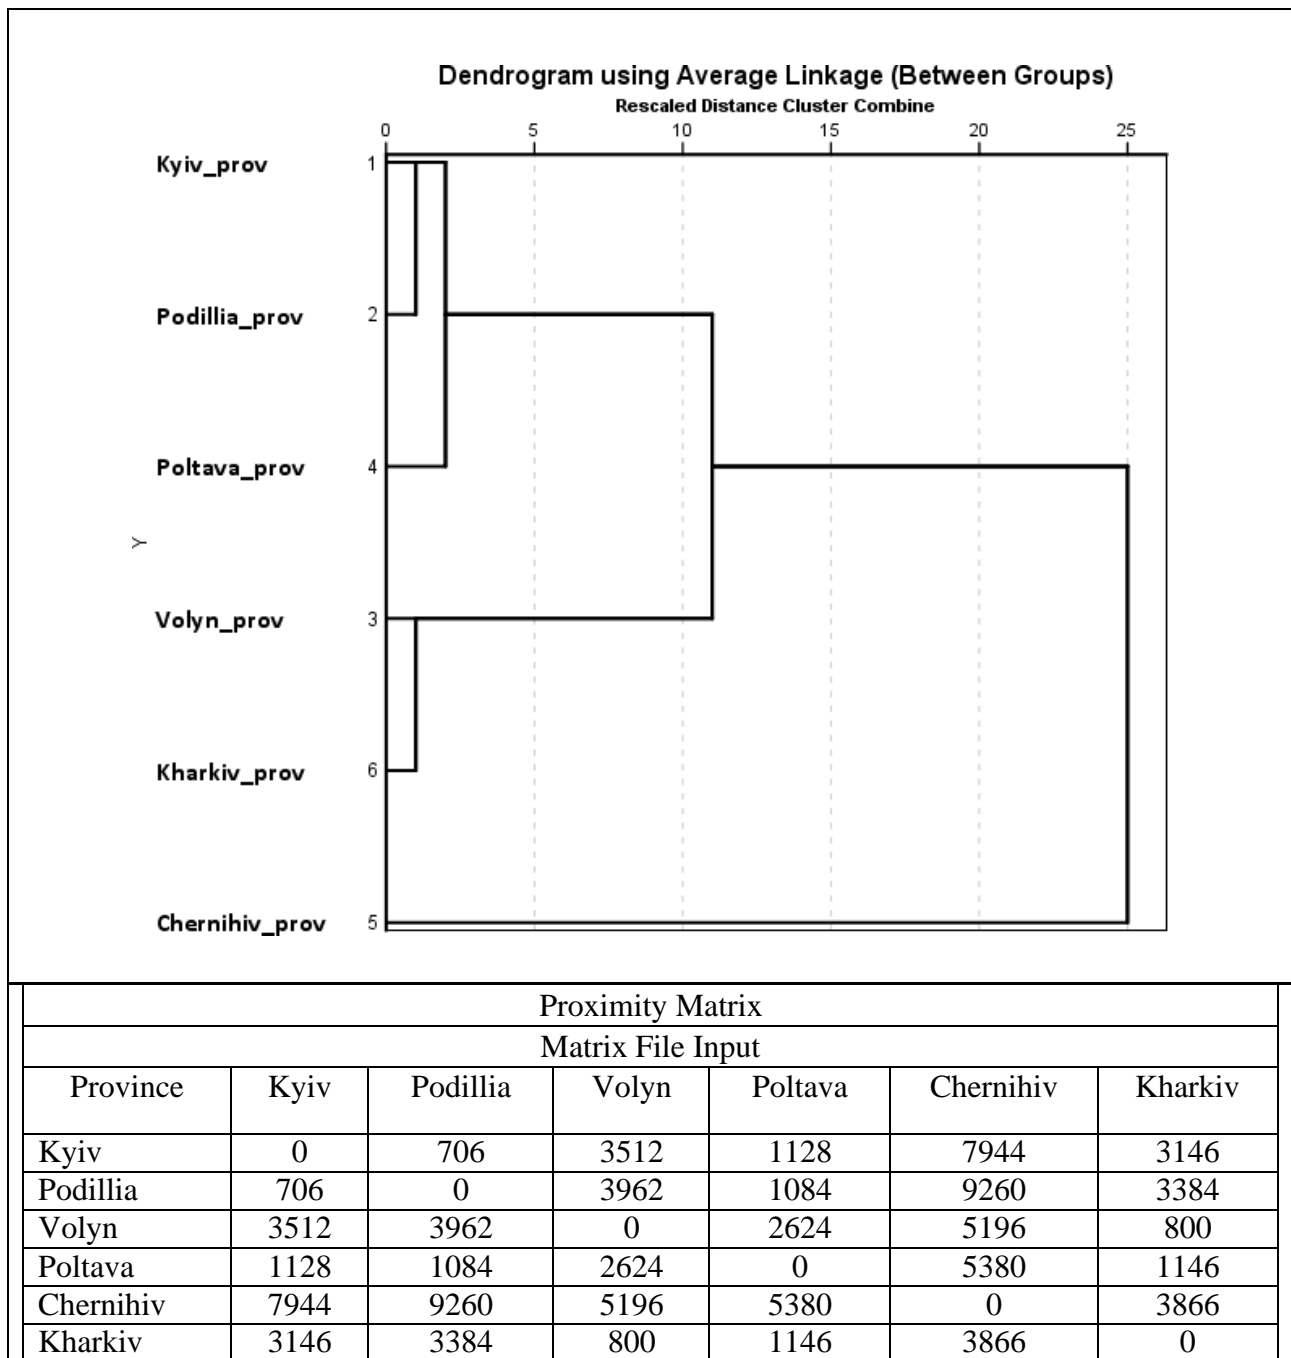 Dendrogram using Average Linkage (Between Groups)
Rescaled Distance Cluster Combine
0 5 10 15 20 25
Kyiv_prov 1
Podillia_prov 2
Poltava_prov 4
Y
Volyn_prov 3
Kharkiv_prov 6
Chernihiv_prov 5
Proximity Matrix
Matrix File Input
Province Kyiv Podillia Volyn Poltava Chernihiv Kharkiv
Kyiv 0 706 3512 1128 7944 3146
Podillia 706 0 3962 1084 9260 3384
Volyn 3512 3962 0 2624 5196 800
Poltava 1128 1084 2624 0 5380 1146
Chernihiv 7944 9260 5196 5380 0 3866
Kharkiv 3146 3384 800 1146 3866 0